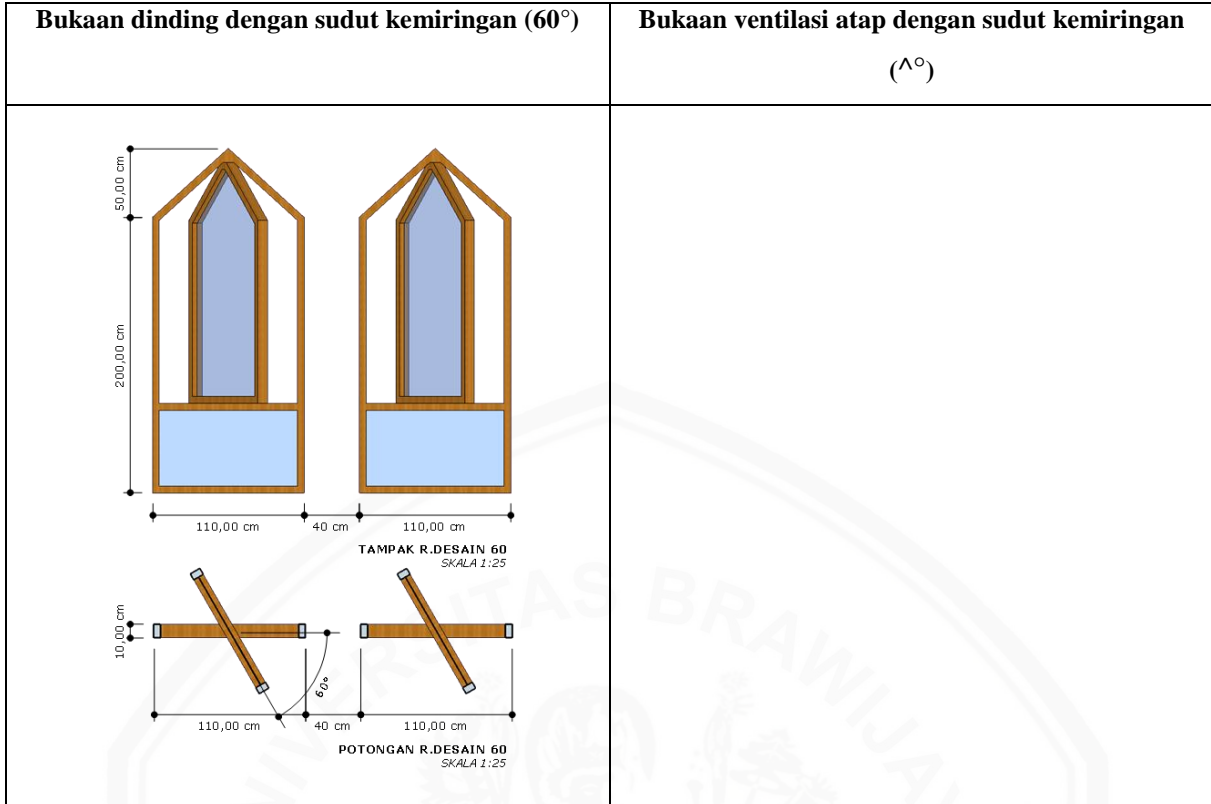 Bukaan dinding dengan sudut kemiringan (60°)
Bukaan ventilasi atap dengan sudut kemiringan
(^°)
50,00 cm
200,00 cm
110,00 cm
40 cm
110,00 cm
TAMPAK R.DESAIN 60
SKALA 1:25
10,00 cm
60°
110,00 cm
40 cm
110,00 cm
POTONGAN R.DESAIN 60
SKALA 1:25
UNIVERSITAS BRAWIJAYA